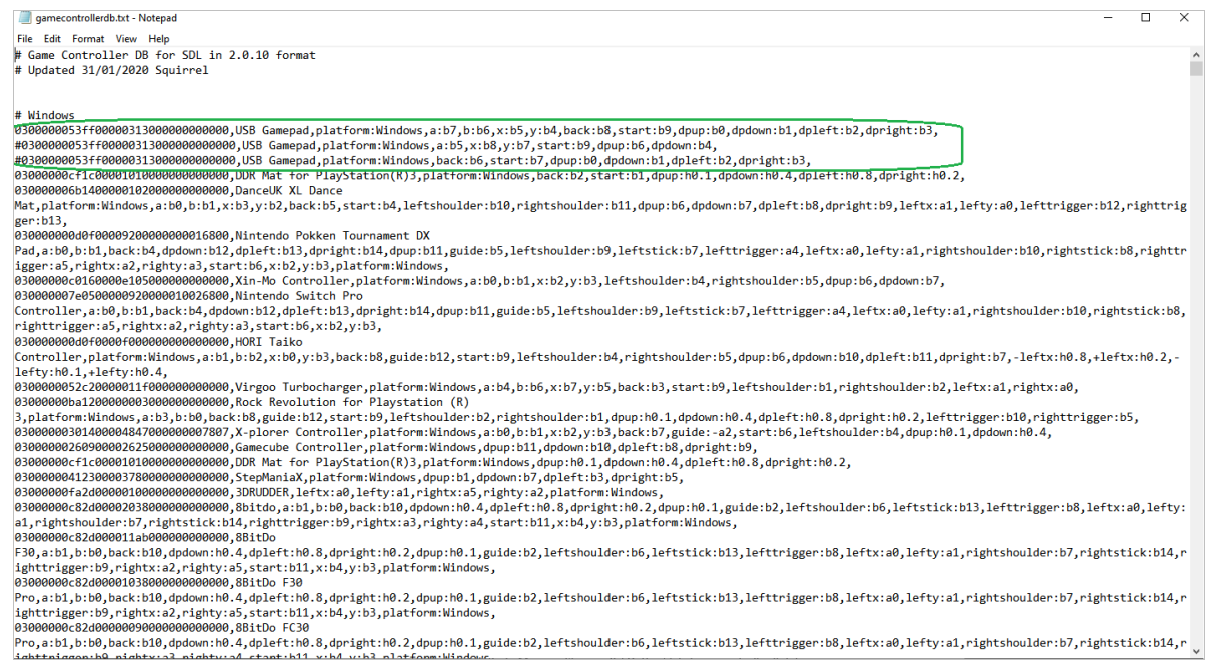 gamecontrollerdb.txt - Notepad
File Edit Format View Help
# Game Controller DB for SDL in 2.0.10 format
# Updated 31/01/2020 Squirrel
# Windows
0300000053ff00000313000000000000,USB Gamepad,platform:Windows,a:b7,b:b6,x:b5,y:b4,back:b8,start:b9,dpup:b0,dpdown:b1,dpleft:b2,dpright:b3,
#0300000053ff00000313000000000000,USB Gamepad,platform:Windows,a:b5,x:b8,y:b7,start:b9,dpup:b6,dpdown:b4,
#0300000053ff00000313000000000000,USB Gamepad,platform:Windows,back:b6,start:b7,dpup:b0,dpdown:b1,dpleft:b2,dpright:b3,
03000000cf1c00001010000000000000,DDR Mat for PlayStation(R)3,platform:Windows,back:b2,start:b1,dpup:h0.1,dpdown:h0.4,dpleft:h0.8,dpright:h0.2,
030000006b1400000102000000000000,DanceUK XL Dance
Mat,platform:Windows,a:b0,b:b1,x:b3,y:b2,back:b5,start:b4,leftshoulder:b10,rightshoulder:b11,dpup:b6,dpdown:b7,dpleft:b8,dpright:b9,leftx:a1,lefty:a0,lefttrigger:b12,righttrig
ger:b13,
030000000d0f00009200000000016800,Nintendo Pokken Tournament DX
Pad,a:b0,b:b1,back:b4,dpdown:b12,dpleft:b13,dpright:b14,dpup:b11,guide:b5,leftshoulder:b9,leftstick:b7,lefttrigger:a4,leftx:a0,lefty:a1,rightshoulder:b10,rightstick:b8,righttr
igger:a5,rightx:a2,righty:a3,start:b6,x:b2,y:b3,platform:Windows,
03000000c0160000e105000000000000,Xin-Mo Controller,platform:Windows,a:b0,b:b1,x:b2,y:b3,leftshoulder:b4,rightshoulder:b5,dpup:b6,dpdown:b7,
030000007e0500000920000010026800,Nintendo Switch Pro
Controller,a:b0,b:b1,back:b4,dpdown:b12,dpleft:b13,dpright:b14,dpup:b11,guide:b5,leftshoulder:b9,leftstick:b7,lefttrigger:a4,leftx:a0,lefty:a1,rightshoulder:b10,rightstick:b8,
righttrigger:a5,rightx:a2,righty:a3,start:b6,x:b2,y:b3,
030000000d0f0000f000000000000000,HORI Taiko
Controller,platform:Windows,a:b1,b:b2,x:b0,y:b3,back:b8,guide:b12,start:b9,leftshoulder:b4,rightshoulder:b5,dpup:b6,dpdown:b10,dpleft:b11,dpright:b7,-leftx:h0.8,+leftx:h0.2,-
lefty:h0.1,+lefty:h0.4,
0300000052c20000011f000000000000,Virgoo Turbocharger,platform:Windows,a:b4,b:b6,x:b7,y:b5,back:b3,start:b9,leftshoulder:b1,rightshoulder:b2,leftx:a1,rightx:a0,
03000000ba1200000003000000000000,Rock Revolution for Playstation (R)
3,platform:Windows,a:b3,b:b0,back:b8,guide:b12,start:b9,leftshoulder:b2,rightshoulder:b1,dpup:h0.1,dpdown:h0.4,dpleft:h0.8,dpright:h0.2,lefttrigger:b10,righttrigger:b5,
03000000301400004847000000007807,X-plorer Controller,platform:Windows,a:b0,b:b1,x:b2,y:b3,back:b7,guide:-a2,start:b6,leftshoulder:b4,dpup:h0.1,dpdown:h0.4,
03000000260900002625000000000000,Gamecube Controller,platform:Windows,dpup:b11,dpdown:b10,dpleft:b8,dpright:b9,
03000000cf1c00001010000000000000,DDR Mat for PlayStation(R)3,platform:Windows,dpup:h0.1,dpdown:h0.4,dpleft:h0.8,dpright:h0.2,
03000000412300003780000000000000,StepManiaX,platform:Windows,dpup:b1,dpdown:b7,dpleft:b3,dpright:b5,
03000000fa2d00000100000000000000,3DRUDDER,leftx:a0,lefty:a1,rightx:a5,righty:a2,platform:Windows,
03000000c82d00002038000000000000,8bitdo,a:b1,b:b0,back:b10,dpdown:h0.4,dpleft:h0.8,dpright:h0.2,dpup:h0.1,guide:b2,leftshoulder:b6,leftstick:b13,lefttrigger:b8,leftx:a0,lefty:
a1,rightshoulder:b7,rightstick:b14,righttrigger:b9,rightx:a3,righty:a4,start:b11,x:b4,y:b3,platform:Windows,
03000000c82d000011ab000000000000,8BitDo
F30,a:b1,b:b0,back:b10,dpdown:h0.4,dpleft:h0.8,dpright:h0.2,dpup:h0.1,guide:b2,leftshoulder:b6,leftstick:b13,lefttrigger:b8,leftx:a0,lefty:a1,rightshoulder:b7,rightstick:b14,r
ighttrigger:b9,rightx:a2,righty:a5,start:b11,x:b4,y:b3,platform:Windows,
03000000c82d00001038000000000000,8BitDo F30
Pro,a:b1,b:b0,back:b10,dpdown:h0.4,dpleft:h0.8,dpright:h0.2,dpup:h0.1,guide:b2,leftshoulder:b6,leftstick:b13,lefttrigger:b8,leftx:a0,lefty:a1,rightshoulder:b7,rightstick:b14,r
ighttrigger:b9,rightx:a2,righty:a5,start:b11,x:b4,y:b3,platform:Windows,
03000000c82d00000090000000000000,8BitDo FC30
Pro,a:b1,b:b0,back:b10,dpdown:h0.4,dpleft:h0.8,dpright:h0.2,dpup:h0.1,guide:b2,leftshoulder:b6,leftstick:b13,lefttrigger:b8,leftx:a0,lefty:a1,rightshoulder:b7,rightstick:b14,r
ighttrigger:b9,rightx:a3,righty:a4,start:b11,x:b4,y:b3,platform:Windows,